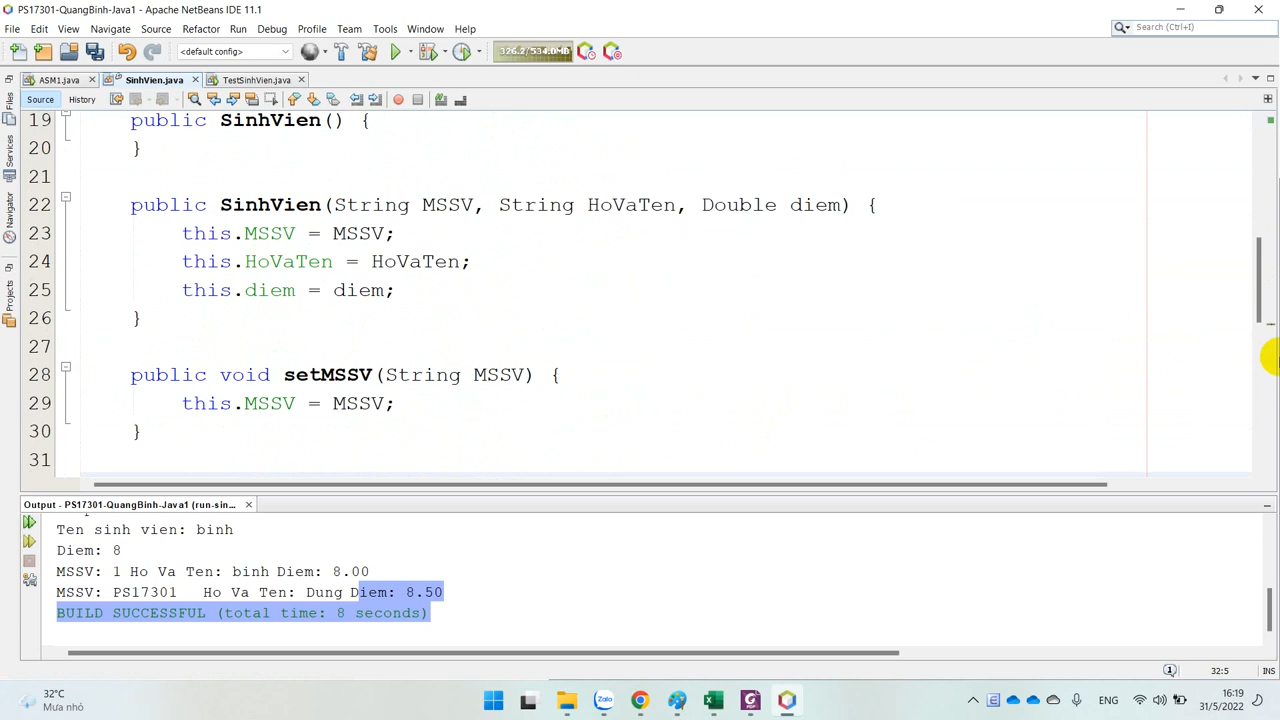 PS17301-QuangBinh-Java1 - Apache NetBeans IDE 11.1
File Edit View Navigate Source Refactor Run Debug Profile Team Tools Window Help
Search (Ctrl+I)
<default config>
326.2/534.0MB
ASM1.java SinhVien.java TestSinhVien.java
Source History
Files
Services
Navigator
Projects
19 public SinhVien() {
20 }
21
22 public SinhVien(String MSSV, String HoVaTen, Double diem) {
23 this.MSSV = MSSV;
24 this.HoVaTen = HoVaTen;
25 this.diem = diem;
26 }
27
28 public void setMSSV(String MSSV) {
29 this.MSSV = MSSV;
30 }
31
Output - PS17301-QuangBinh-Java1 (run-sin...
Ten sinh vien: binh
Diem: 8
MSSV: 1 Ho Va Ten: binh Diem: 8.00
MSSV: PS17301 Ho Va Ten: Dung Diem: 8.50
BUILD SUCCESSFUL (total time: 8 seconds)
1 32:5 INS
32°C
Mưa nhỏ
Zalo
ENG
16:19
31/5/2022